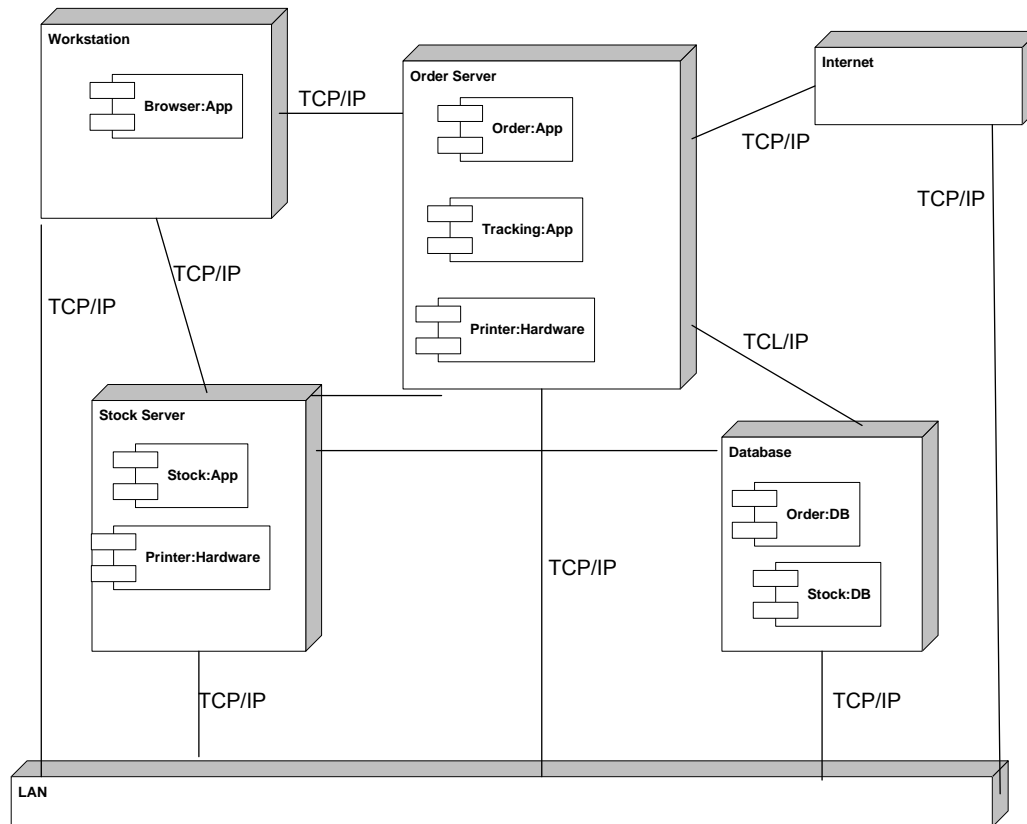 Workstation
Browser:App
TCP/IP
Order Server
Order:App
Tracking:App
Printer:Hardware
Internet
TCP/IP
TCP/IP
TCP/IP
TCP/IP
TCL/IP
Stock Server
Stock:App
Printer:Hardware
Database
Order:DB
Stock:DB
TCP/IP
TCP/IP
TCP/IP
LAN